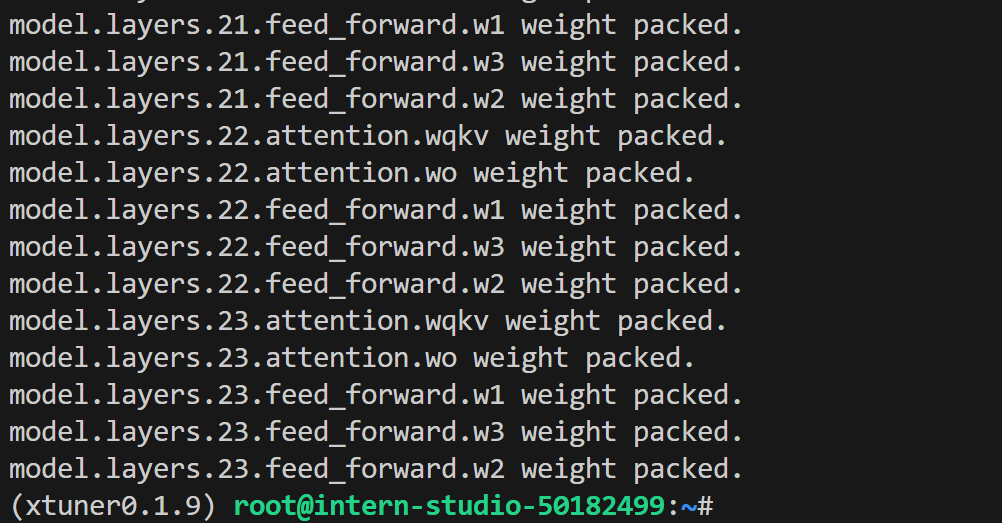 model.layers.21.feed_forward.w1 weight packed.
model.layers.21.feed_forward.w3 weight packed.
model.layers.21.feed_forward.w2 weight packed.
model.layers.22.attention.wqkv weight packed.
model.layers.22.attention.wo weight packed.
model.layers.22.feed_forward.w1 weight packed.
model.layers.22.feed_forward.w3 weight packed.
model.layers.22.feed_forward.w2 weight packed.
model.layers.23.attention.wqkv weight packed.
model.layers.23.attention.wo weight packed.
model.layers.23.feed_forward.w1 weight packed.
model.layers.23.feed_forward.w3 weight packed.
model.layers.23.feed_forward.w2 weight packed.
(xtuner0.1.9) root@intern-studio-50182499:~#